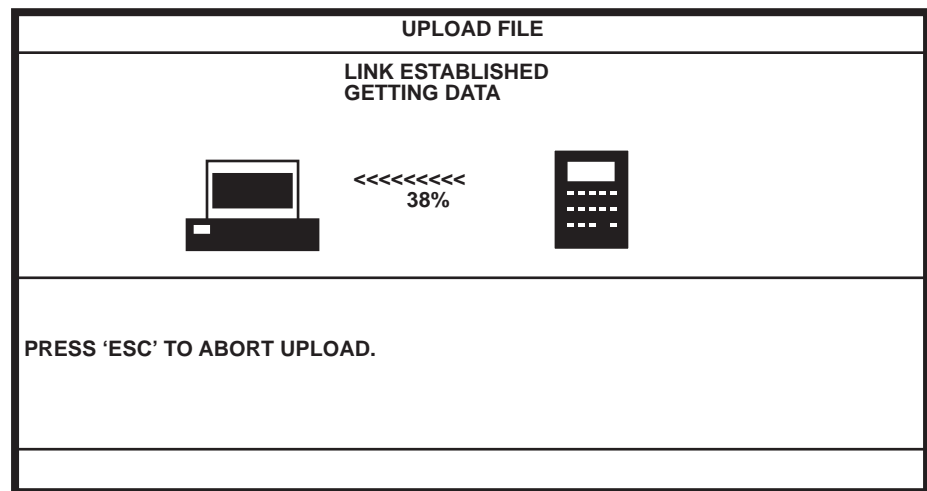 UPLOAD FILE
LINK ESTABLISHED
GETTING DATA
<<<<<<<<<
38%
PRESS ‘ESC’ TO ABORT UPLOAD.